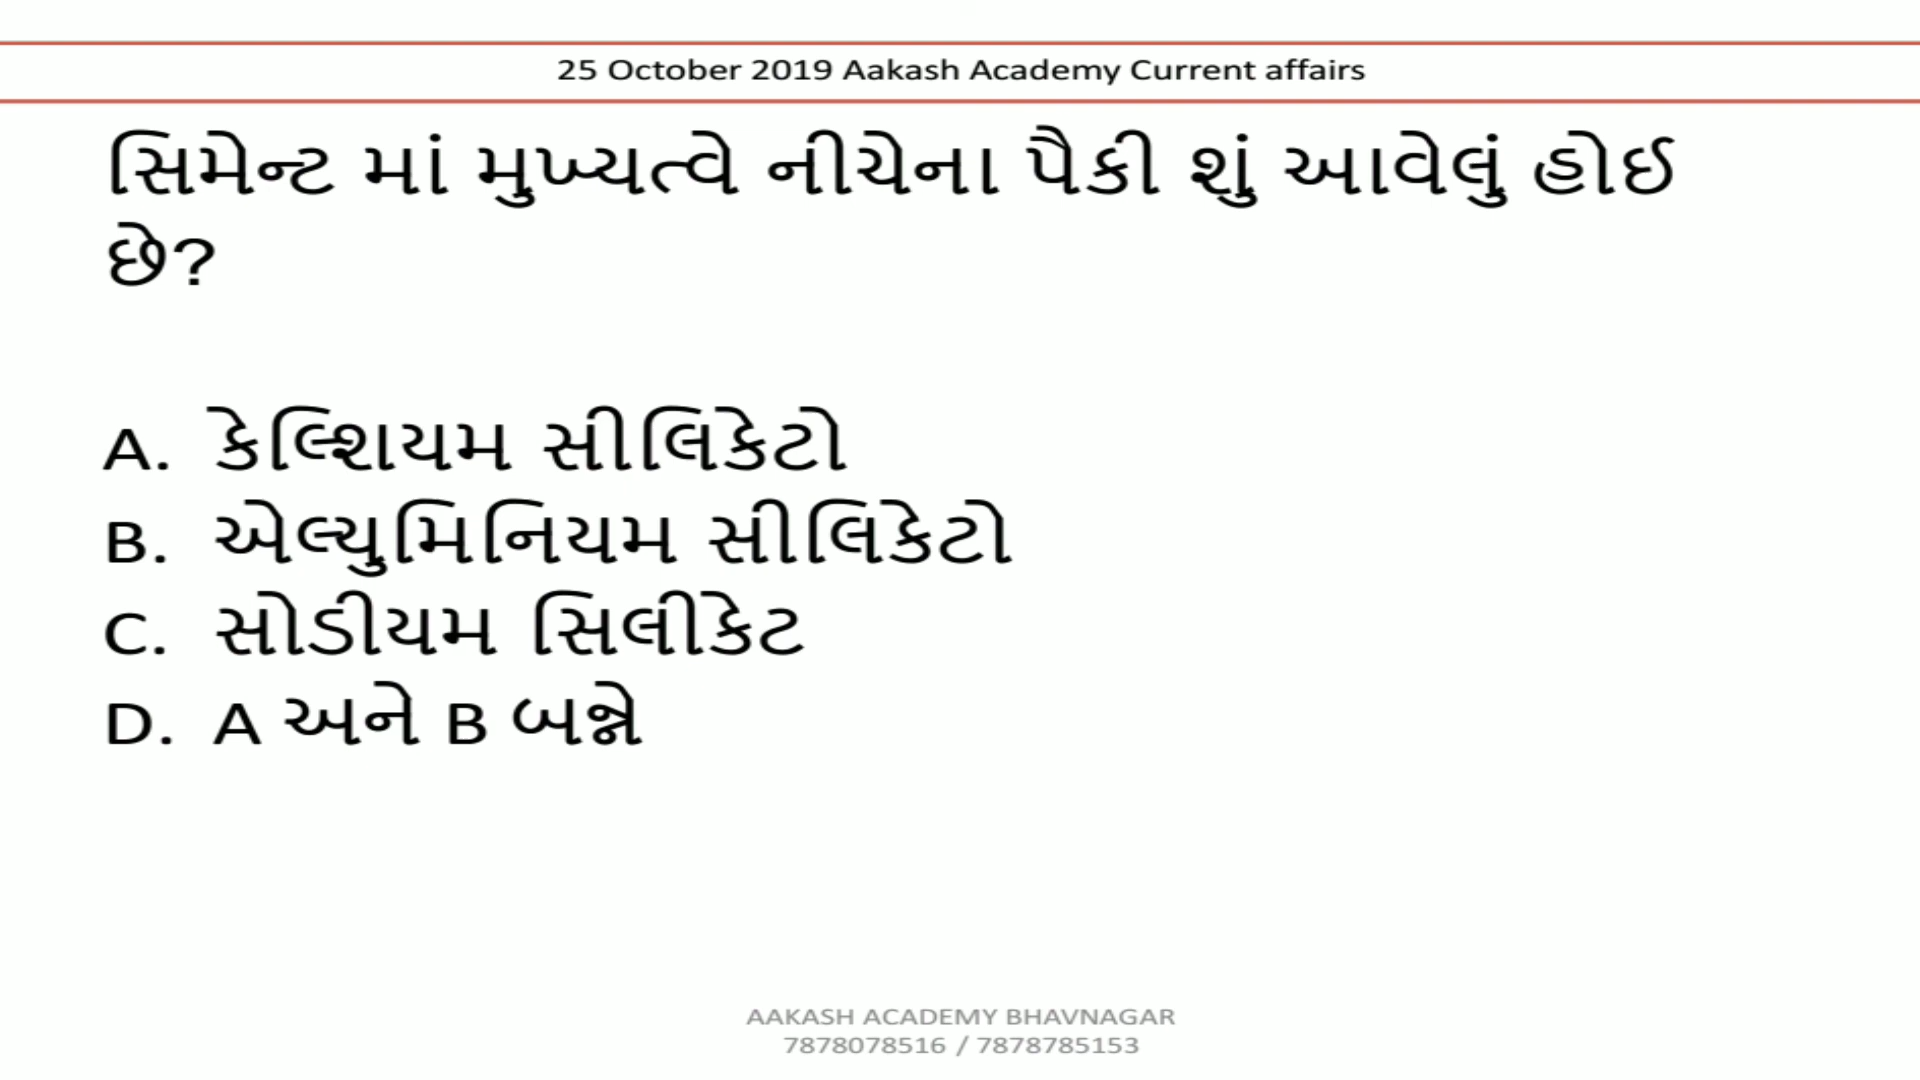 25 October 2019 Aakash Academy Current affairs
સિમેન્ટ માં મુખ્યત્વે નીચેના પૈકી શું આવેલું હોઈ
છે?
A. કેલ્શિયમ સીલિકેટો
B. એલ્યુમિનિયમ સીલિકેટો
C. સોડીયમ સિલીકેટ
D. A અને B બન્ને
AAKASH ACADEMY BHAVNAGAR
7878078516 / 7878785153